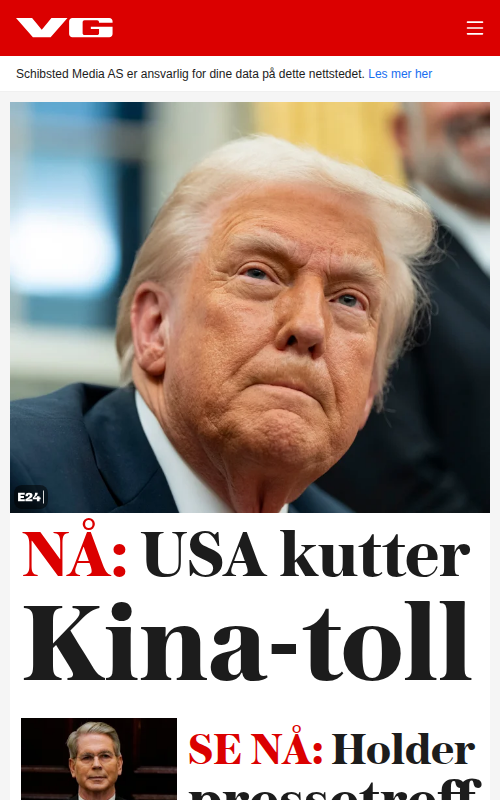 VG
Schibsted Media AS er ansvarlig for dine data på dette nettstedet. Les mer her
E24
NÅ: USA kutter
Kina-toll
SE NÅ: Holder
pressetreff